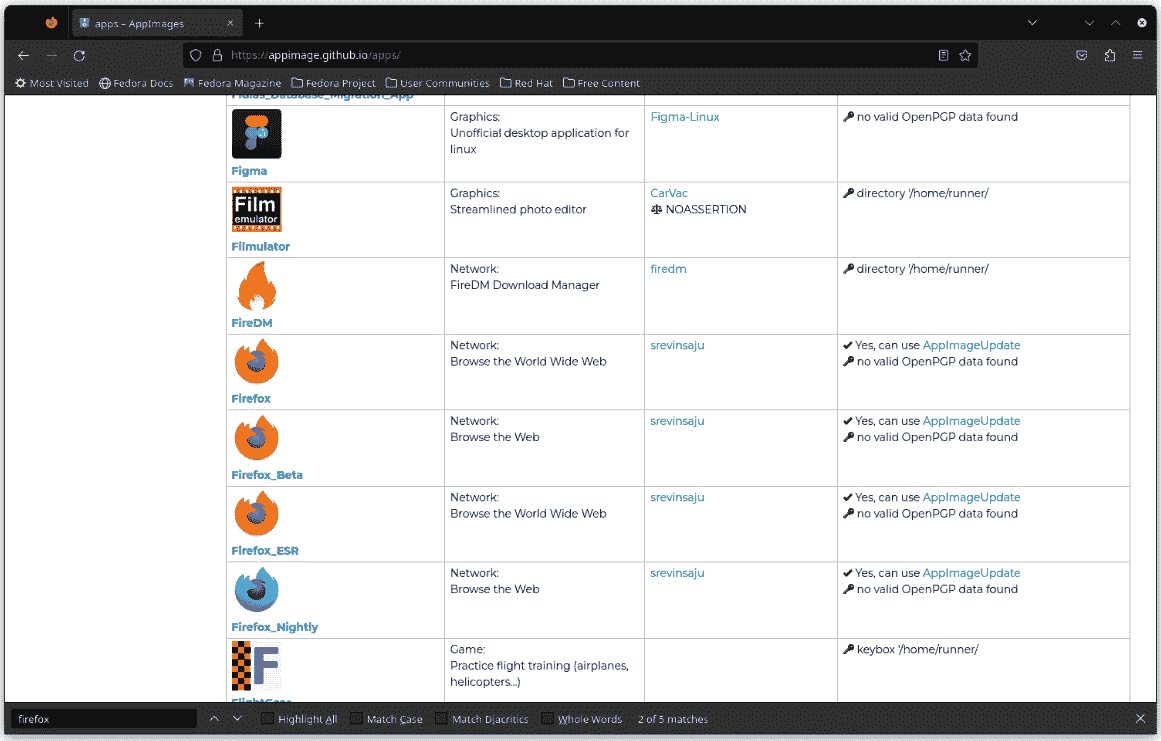 apps – AppImages
https://appimage.github.io/apps/
Most Visited Fedora Docs Fedora Magazine Fedora Project User Communities Red Hat Free Content
Fidias_Database_Migration_App
Graphics:
Unofficial desktop application for
linux
Figma-Linux
no valid OpenPGP data found
Figma
Film
emulator
Graphics:
Streamlined photo editor
CarVac
NOASSERTION
directory '/home/runner/
Filmulator
Network:
FireDM Download Manager
firedm
directory '/home/runner/
FireDM
Network:
Browse the World Wide Web
srevinsaju
Yes, can use AppImageUpdate
no valid OpenPGP data found
Firefox
Network:
Browse the Web
srevinsaju
Yes, can use AppImageUpdate
no valid OpenPGP data found
Firefox_Beta
Network:
Browse the World Wide Web
srevinsaju
Yes, can use AppImageUpdate
no valid OpenPGP data found
Firefox_ESR
Network:
Browse the Web
srevinsaju
Yes, can use AppImageUpdate
no valid OpenPGP data found
Firefox_Nightly
F
Game:
Practice flight training (airplanes,
helicopters...)
keybox '/home/runner/
firefox Highlight All Match Case Match Diacritics Whole Words 2 of 5 matches